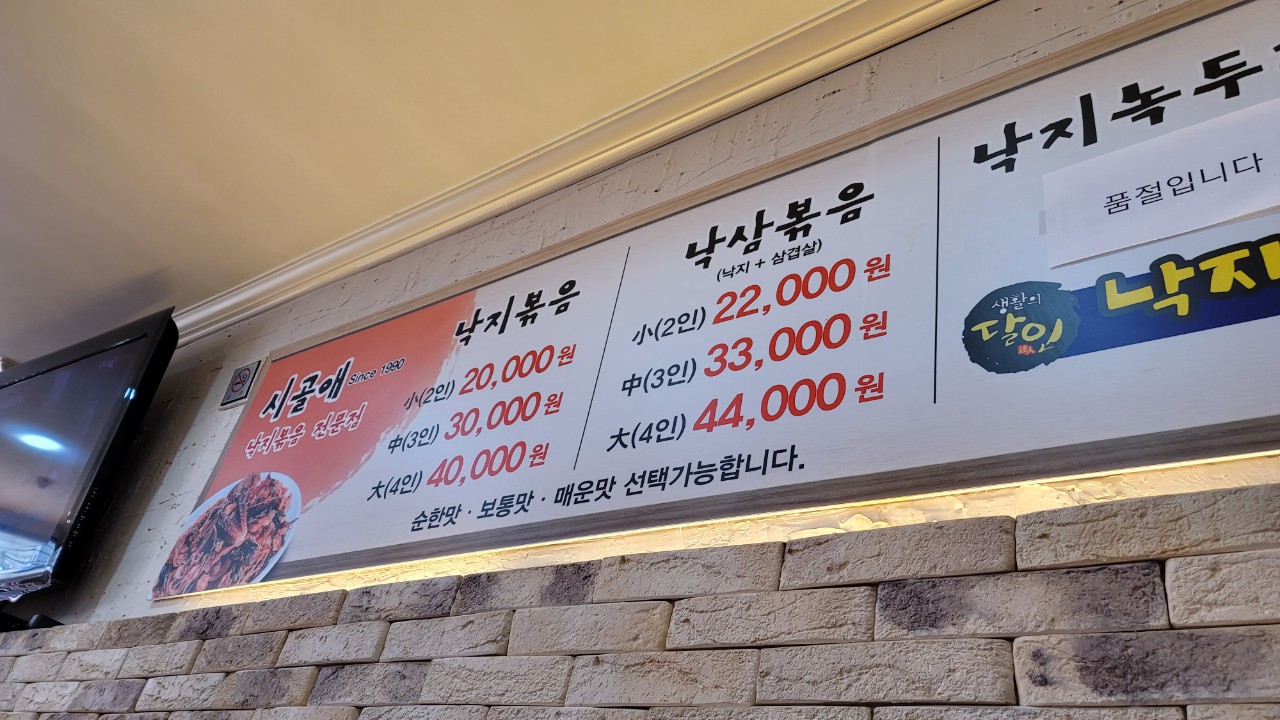 시골애 Since 1990
낙지볶음 전문점
낙지볶음
小(2인) 20,000원
中(3인) 30,000원
大(4인) 40,000원
낙삼볶음
(낙지 + 삼겹살)
小(2인) 22,000원
中(3인) 33,000원
大(4인) 44,000원
순한맛 · 보통맛 · 매운맛 선택가능합니다.
낙지녹두
품절입니다
생활의
달인
達人
낙지